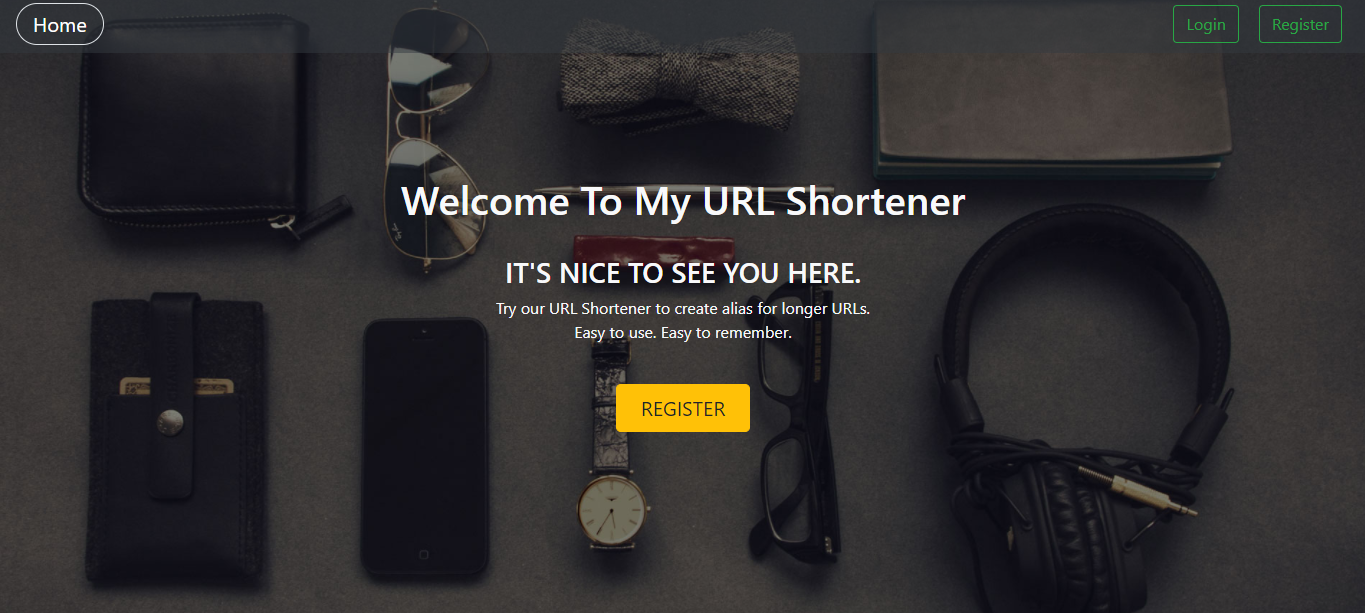 Home
Login
Register
Welcome To My URL Shortener
IT'S NICE TO SEE YOU HERE.
Try our URL Shortener to create alias for longer URLs.
Easy to use. Easy to remember.
REGISTER